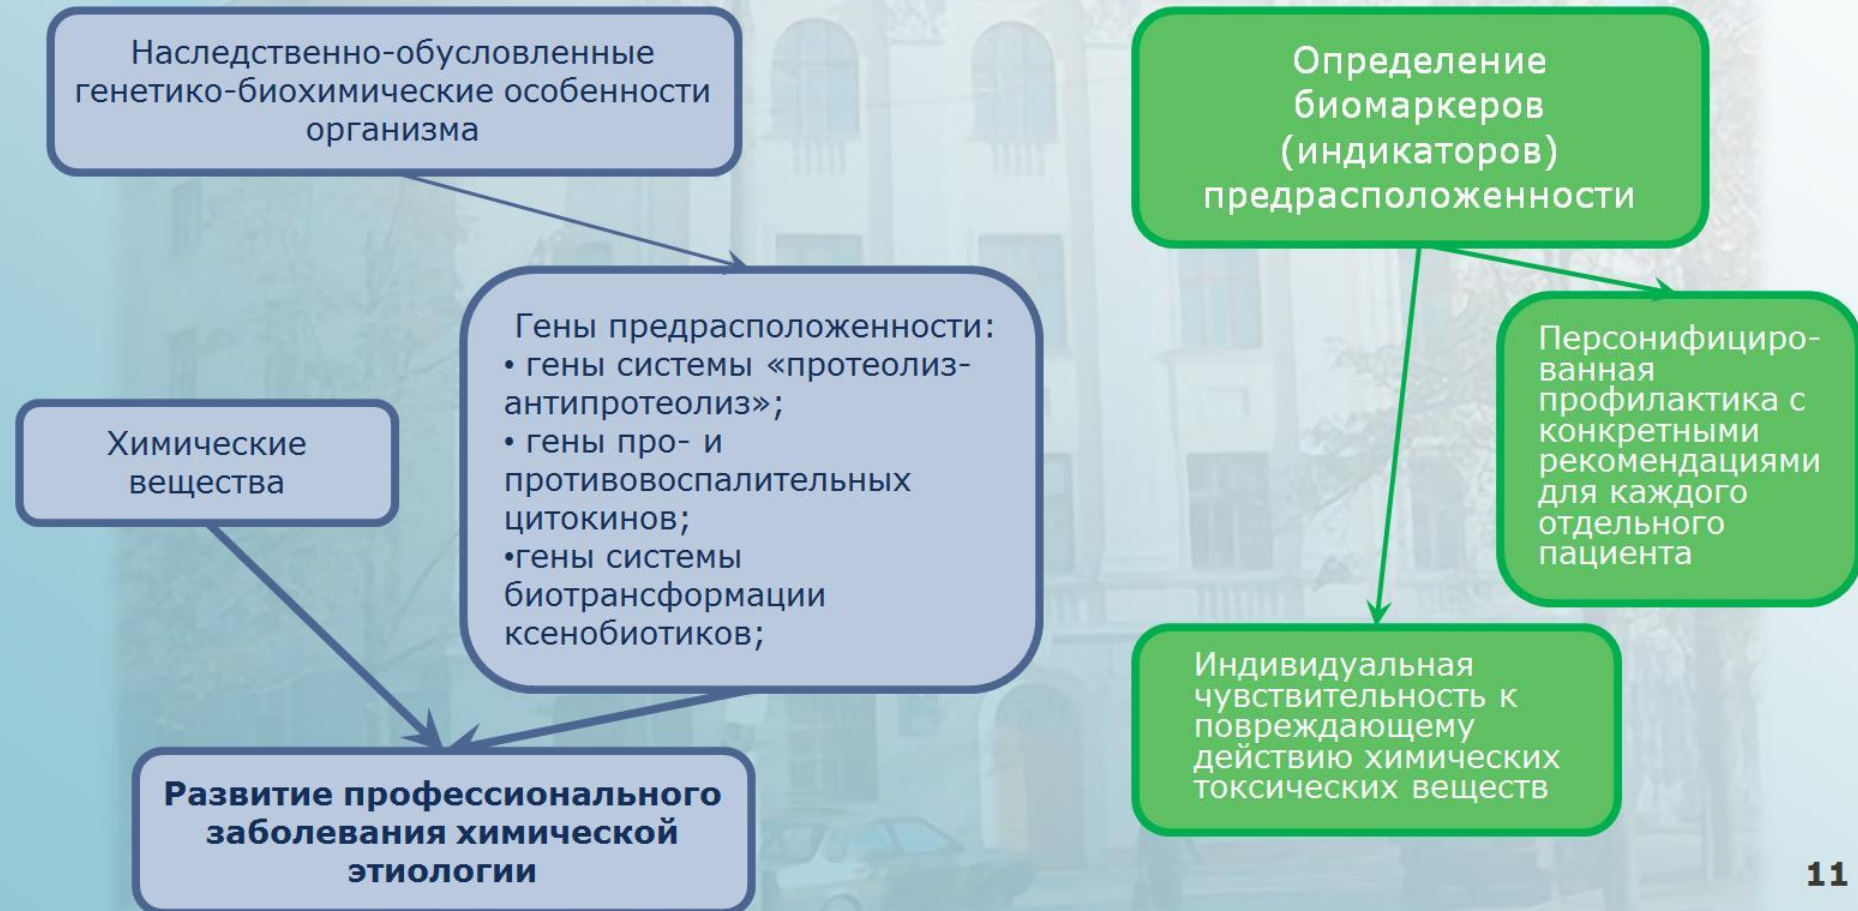 Наследственно-обусловленные
генетико-биохимические особенности
организма
Гены предрасположенности:
• гены системы «протеолиз-
антипротеолиз»;
• гены про- и
противовоспалительных
цитокинов;
•гены системы
биотрансформации
ксенобиотиков;
Химические
вещества
Развитие профессионального
заболевания химической
этиологии
Определение
биомаркеров
(индикаторов)
предрасположенности
Персонифициро-
ванная
профилактика с
конкретными
рекомендациями
для каждого
отдельного
пациента
Индивидуальная
чувствительность к
повреждающему
действию химических
токсических веществ
11